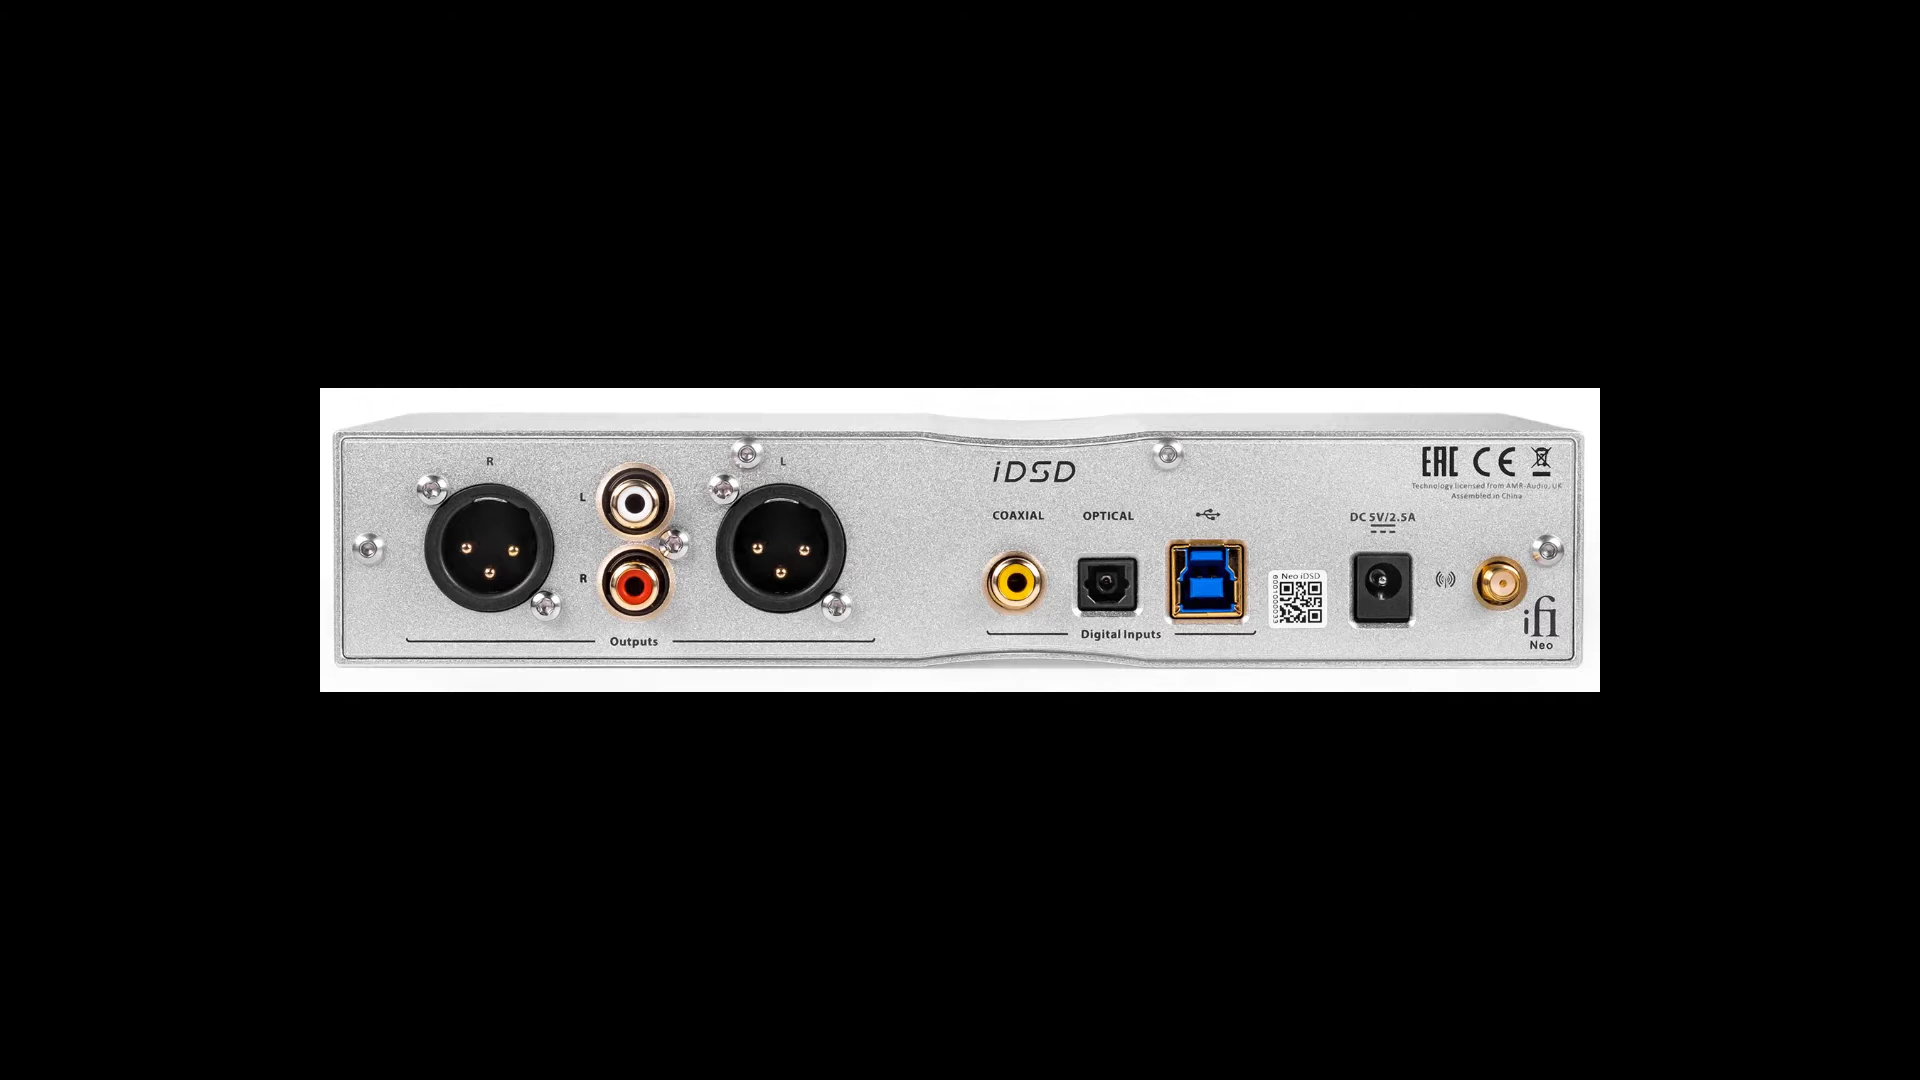 R
L
L
R
Outputs
iDSD
COAXIAL
OPTICAL
Digital Inputs
Neo iDSD
DC 5V/2.5A
EAC CE
Technology licensed from AMR-Audio, UK
Assembled in China
ifi
Neo